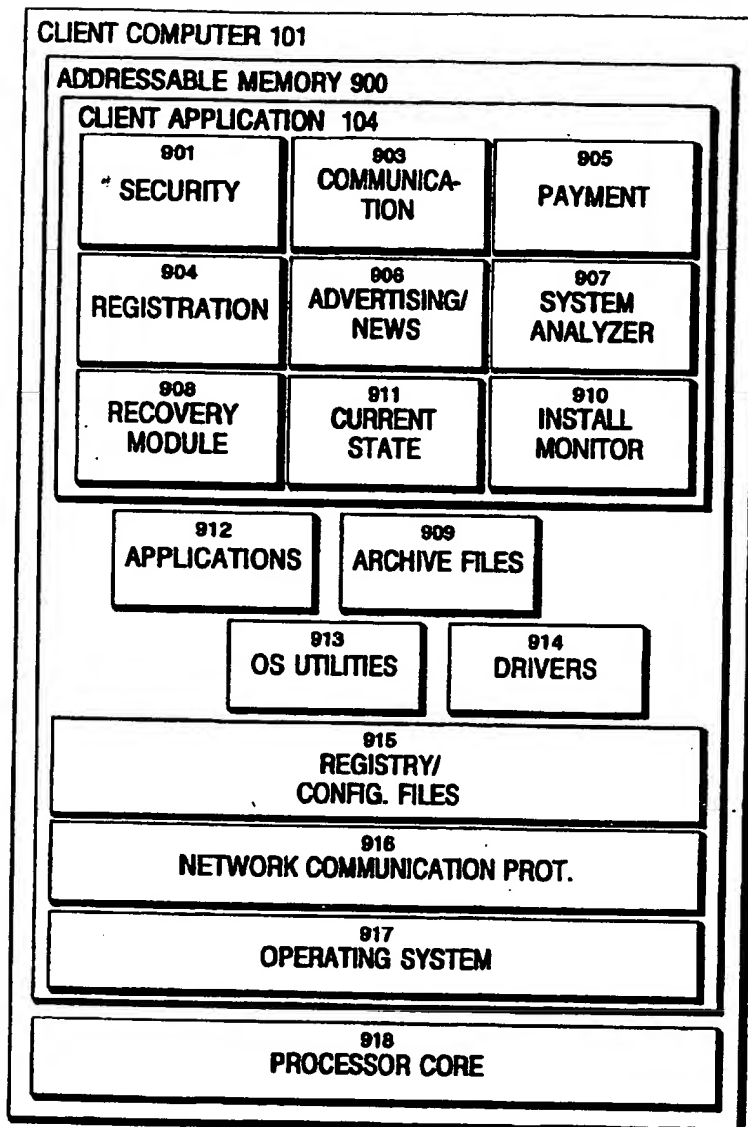 CLIENT COMPUTER 101
ADDRESSABLE MEMORY 900
CLIENT APPLICATION 104
901
SECURITY
903
COMMUNICA-
TION
905
PAYMENT
904
REGISTRATION
906
ADVERTISING/
NEWS
907
SYSTEM
ANALYZER
908
RECOVERY
MODULE
911
CURRENT
STATE
910
INSTALL
MONITOR
912
APPLICATIONS
909
ARCHIVE FILES
913
OS UTILITIES
914
DRIVERS
915
REGISTRY/
CONFIG. FILES
916
NETWORK COMMUNICATION PROT.
917
OPERATING SYSTEM
918
PROCESSOR CORE